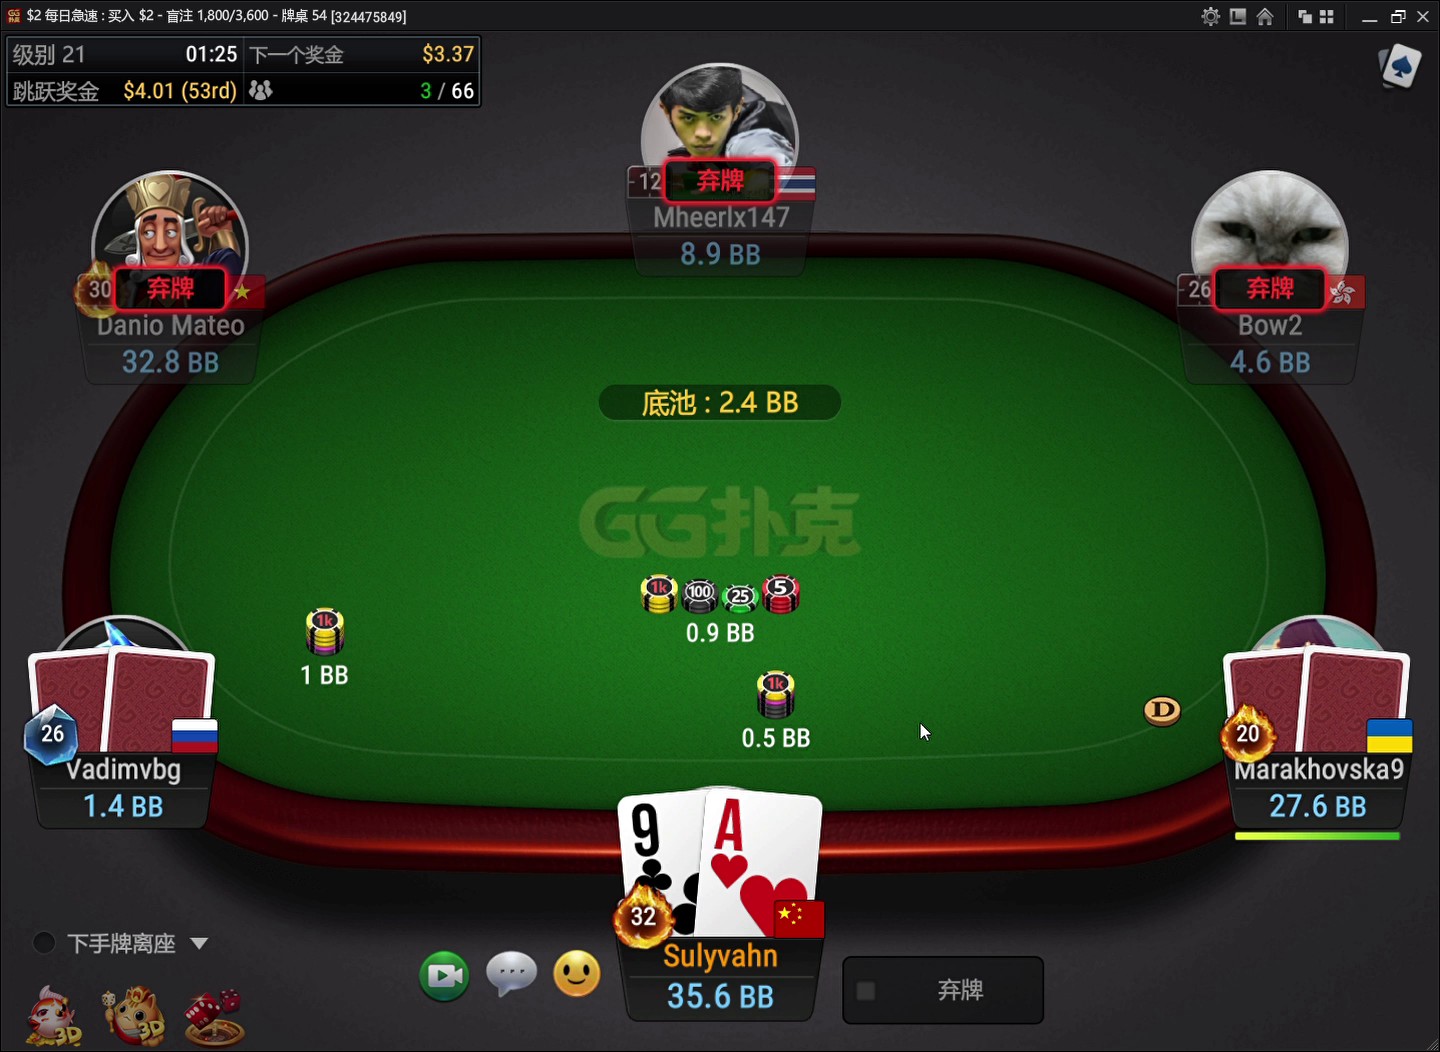 $2 每日急速 : 买入 $2 - 盲注 1,800/3,600 - 牌桌 54 [324475849]
级别 21 01:25 下一个奖金 $3.37
跳跃奖金 $4.01 (53rd) 3 / 66
12 弃牌
Mheerlx147
8.9 BB
30 弃牌
Danio Mateo
32.8 BB
26 弃牌
Bow2
4.6 BB
底池 : 2.4 BB
GG扑克
1k 100 25 5
0.9 BB
1k
1 BB
1k
0.5 BB
D
26
Vadimvbg
1.4 BB
20
Marakhovska9
27.6 BB
9 A
32
Sulyvahn
35.6 BB
下手牌离座
弃牌
3D
3D